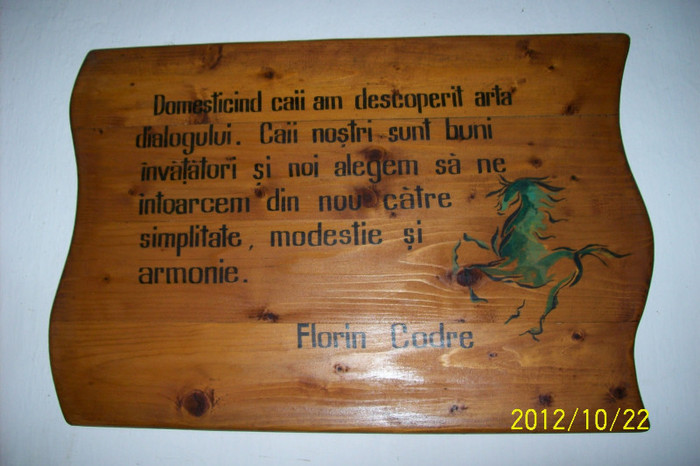 Domesticind caii am descoperit arta
dialogului. Caii noștri sunt buni
învățători și noi alegem să ne
întoarcem din nou către
simplitate, modestie și
armonie.
Florin Codre
2012/10/22